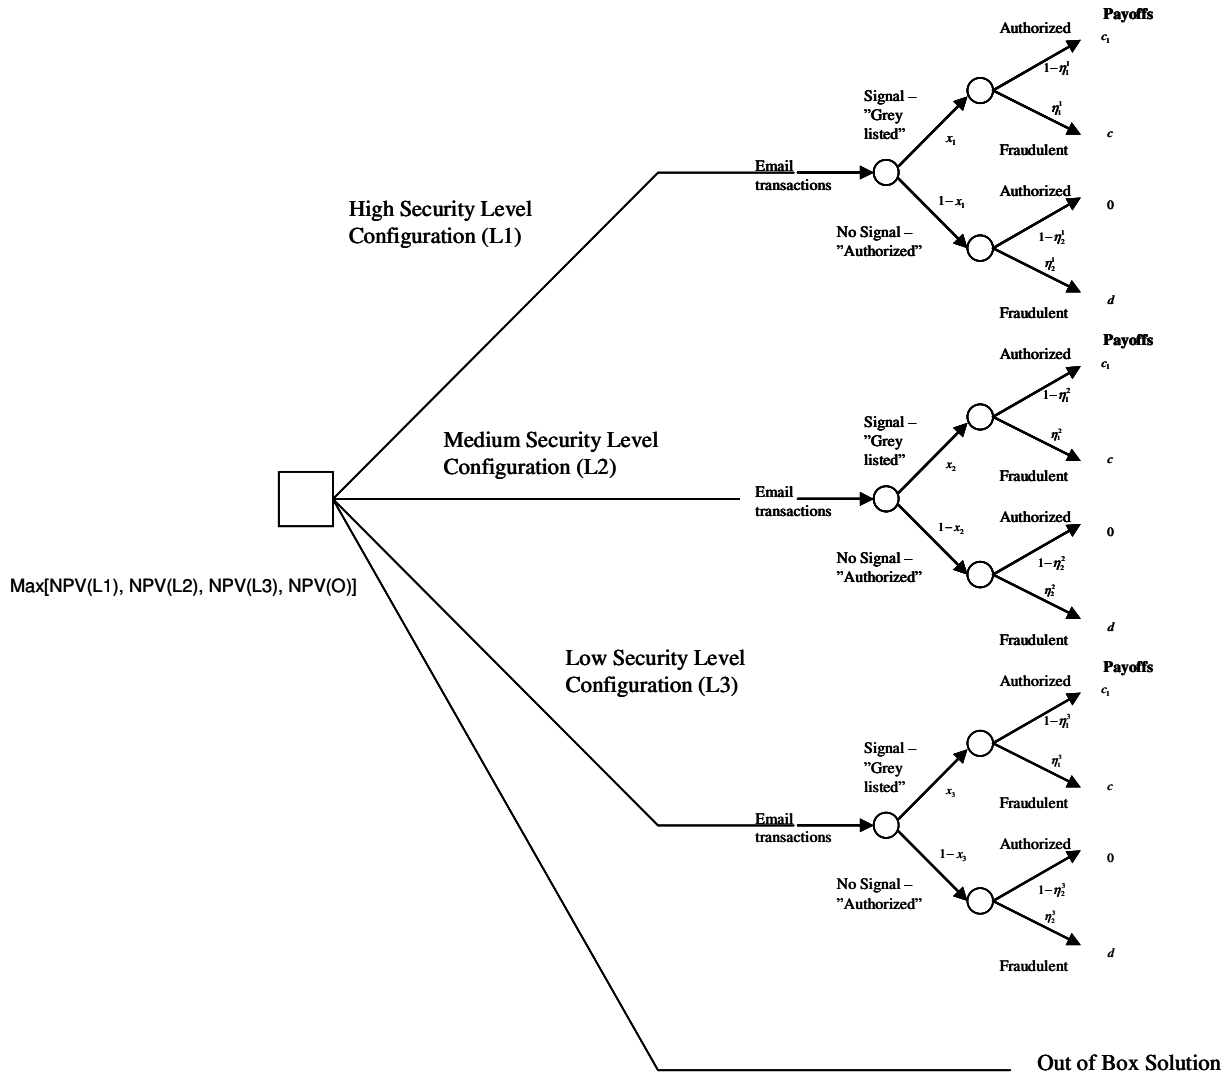 Payoffs
Authorized
c₁
1−η₁¹
Signal –
”Grey
listed”
η₁¹
c
x₁
Fraudulent
Email
transactions
Authorized
0
1−x₁
High Security Level
Configuration (L1)
No Signal –
”Authorized”
1−η₂¹
η₂¹
d
Fraudulent
Payoffs
Authorized
c₁
1−η₁²
Signal –
”Grey
listed”
η₁²
c
x₂
Fraudulent
Medium Security Level
Configuration (L2)
Email
transactions
Authorized
0
1−x₂
No Signal –
”Authorized”
1−η₂²
η₂²
d
Fraudulent
Max[NPV(L1), NPV(L2), NPV(L3), NPV(O)]
Low Security Level
Configuration (L3)
Payoffs
Authorized
c₁
1−η₁³
Signal –
”Grey
listed”
η₁³
c
x₃
Fraudulent
Email
transactions
Authorized
0
1−x₃
No Signal –
”Authorized”
1−η₂³
η₂³
d
Fraudulent
Out of Box Solution